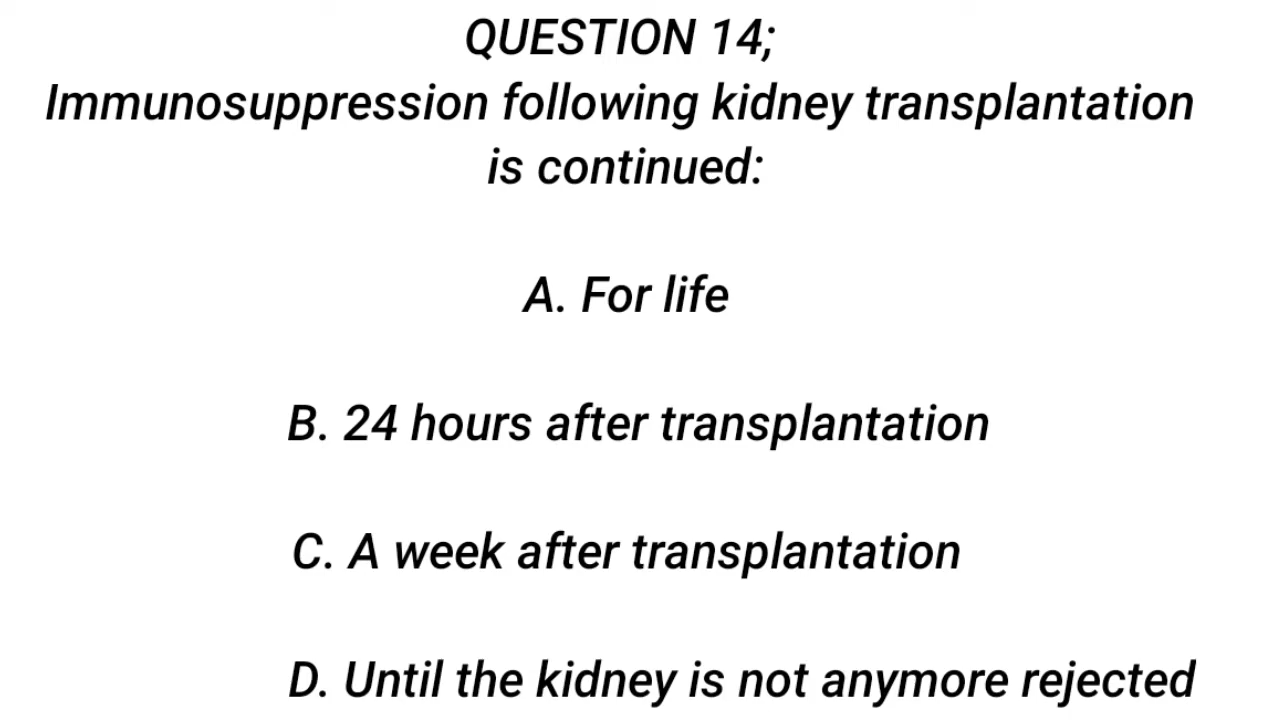 QUESTION 14;
Immunosuppression following kidney transplantation
is continued:
A. For life
B. 24 hours after transplantation
C. A week after transplantation
D. Until the kidney is not anymore rejected